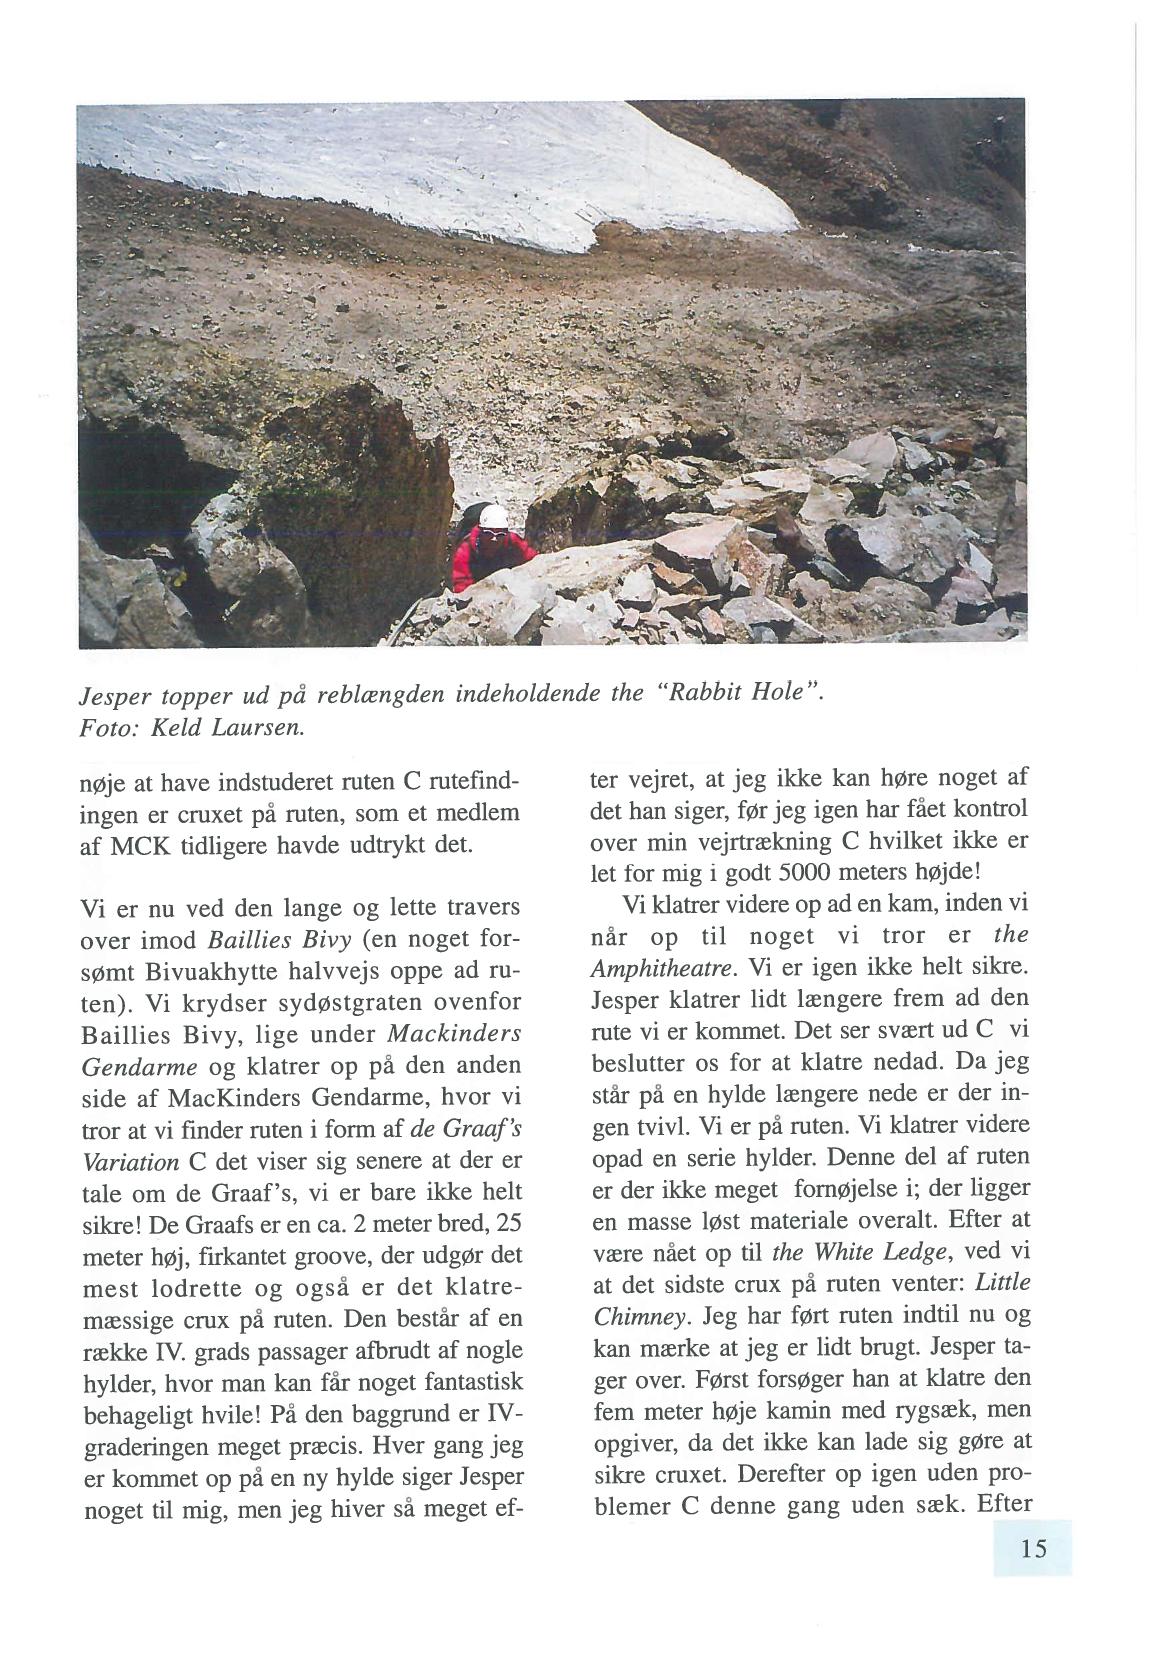 Jesper topper ud på reblængden indeholdende the “Rabbit Hole”.
Foto: Keld Laursen.
nøje at have indstuderet ruten C rutefind-
ingen er cruxet på ruten, som et medlem
af MCK tidligere havde udtrykt det.
Vi er nu ved den lange og lette travers
over imod Baillies Bivy (en noget for-
sømt Bivuakhytte halvvejs oppe ad ru-
ten). Vi krydser sydøstgraten ovenfor
Baillies Bivy, lige under Mackinders
Gendarme og klatrer op på den anden
side af MacKinders Gendarme, hvor vi
tror at vi finder ruten i form af de Graaf’s
Variation C det viser sig senere at der er
tale om de Graaf’s, vi er bare ikke helt
sikre! De Graafs er en ca. 2 meter bred, 25
meter høj, firkantet groove, der udgør det
mest lodrette og også er det klatre-
mæssige crux på ruten. Den består af en
række IV. grads passager afbrudt af nogle
hylder, hvor man kan får noget fantastisk
behageligt hvile! På den baggrund er IV-
graderingen meget præcis. Hver gang jeg
er kommet op på en ny hylde siger Jesper
noget til mig, men jeg hiver så meget ef-
ter vejret, at jeg ikke kan høre noget af
det han siger, før jeg igen har fået kontrol
over min vejrtrækning C hvilket ikke er
let for mig i godt 5000 meters højde!
Vi klatrer videre op ad en kam, inden vi
når op til noget vi tror er the
Amphitheatre. Vi er igen ikke helt sikre.
Jesper klatrer lidt længere frem ad den
rute vi er kommet. Det ser svært ud C vi
beslutter os for at klatre nedad. Da jeg
står på en hylde længere nede er der in-
gen tvivl. Vi er på ruten. Vi klatrer videre
opad en serie hylder. Denne del af ruten
er der ikke meget fornøjelse i; der ligger
en masse løst materiale overalt. Efter at
være nået op til the White Ledge, ved vi
at det sidste crux på ruten venter: Little
Chimney. Jeg har ført ruten indtil nu og
kan mærke at jeg er lidt brugt. Jesper ta-
ger over. Først forsøger han at klatre den
fem meter høje kamin med rygsæk, men
opgiver, da det ikke kan lade sig gøre at
sikre cruxet. Derefter op igen uden pro-
blemer C denne gang uden sæk. Efter
15